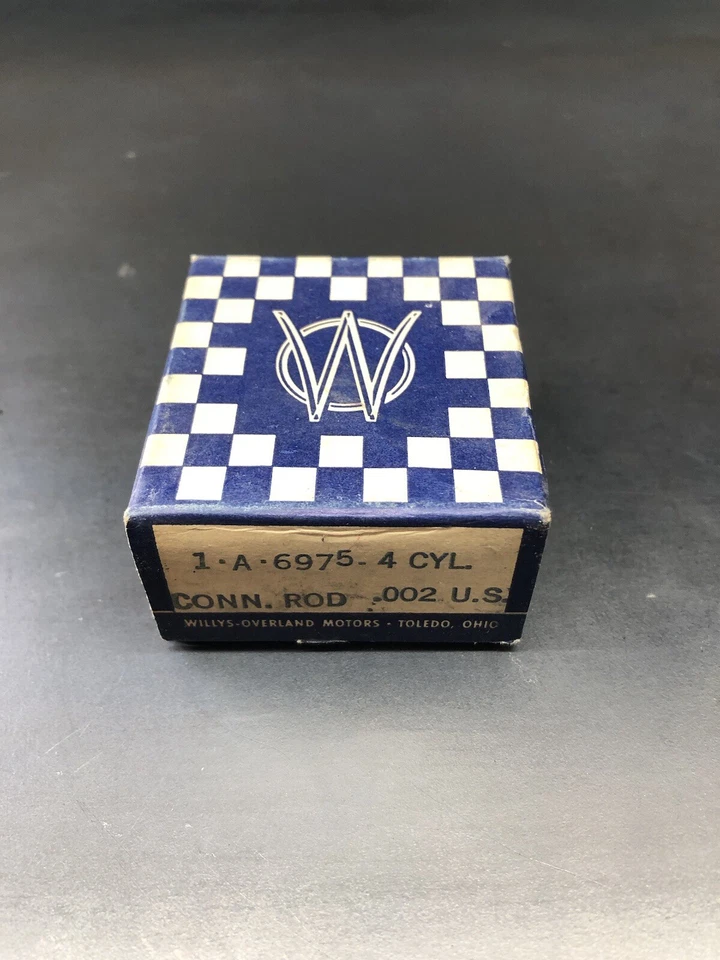 W
1·A·6975-4 CYL.
CONN. ROD .002 U.S.
WILLYS-OVERLAND MOTORS - TOLEDO, OHIO